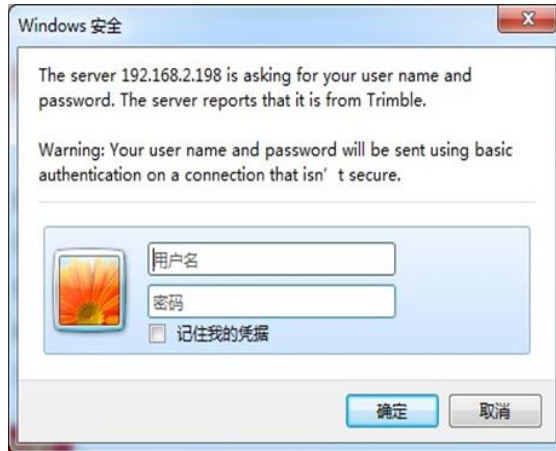 Windows 安全
The server 192.168.2.198 is asking for your user name and
password. The server reports that it is from Trimble.
Warning: Your user name and password will be sent using basic
authentication on a connection that isn' t secure.
用户名
密码
记住我的凭据
确定
取消